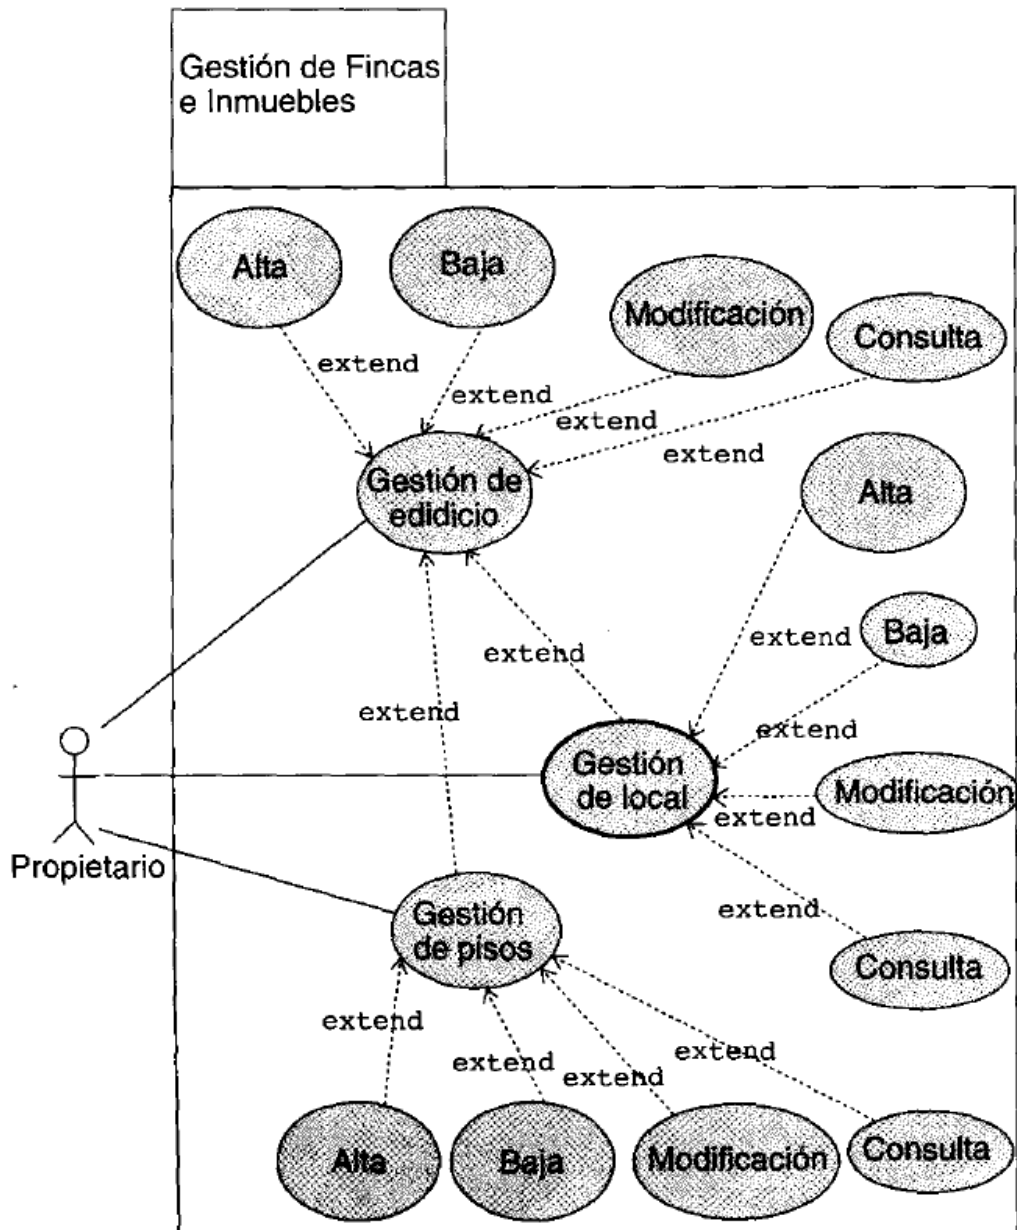 Gestión de Fincas
e Inmuebles
Alta
Baja
Modificación
Consulta
extend
extend
extend
extend
Gestión de
edidicio
Alta
Baja
extend
extend
extend
extend
Gestión
de local
Modificación
extend
Propietario
Gestión
de pisos
extend
Consulta
extend
extend
extend
extend
Alta
Baja
Modificación
Consulta